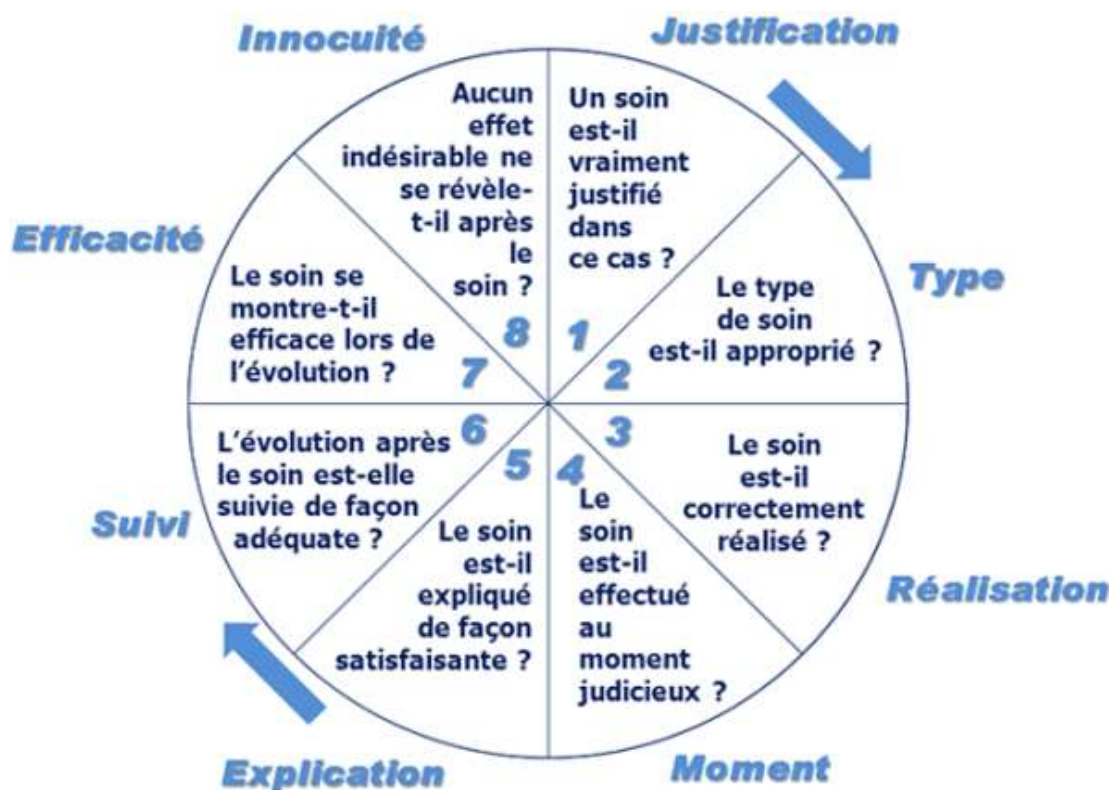 Justification
Un soin
est-il
vraiment
justifié
dans
ce cas ?
1
Type
Le type
de soin
est-il approprié ?
2
3
Le soin
est-il
correctement
réalisé ?
Réalisation
4
Le
soin
est-il
effectué
au
moment
judicieux ?
Moment
5
Le soin
est-il
expliqué
de façon
satisfaisante ?
Explication
6
L'évolution après
le soin est-elle
suivie de façon
adéquate ?
Suivi
Efficacité
Le soin se
montre-t-il
efficace lors de
l'évolution ?
7
Innocuité
Aucun
effet
indésirable ne
se révèle-
t-il après
le
soin ?
8